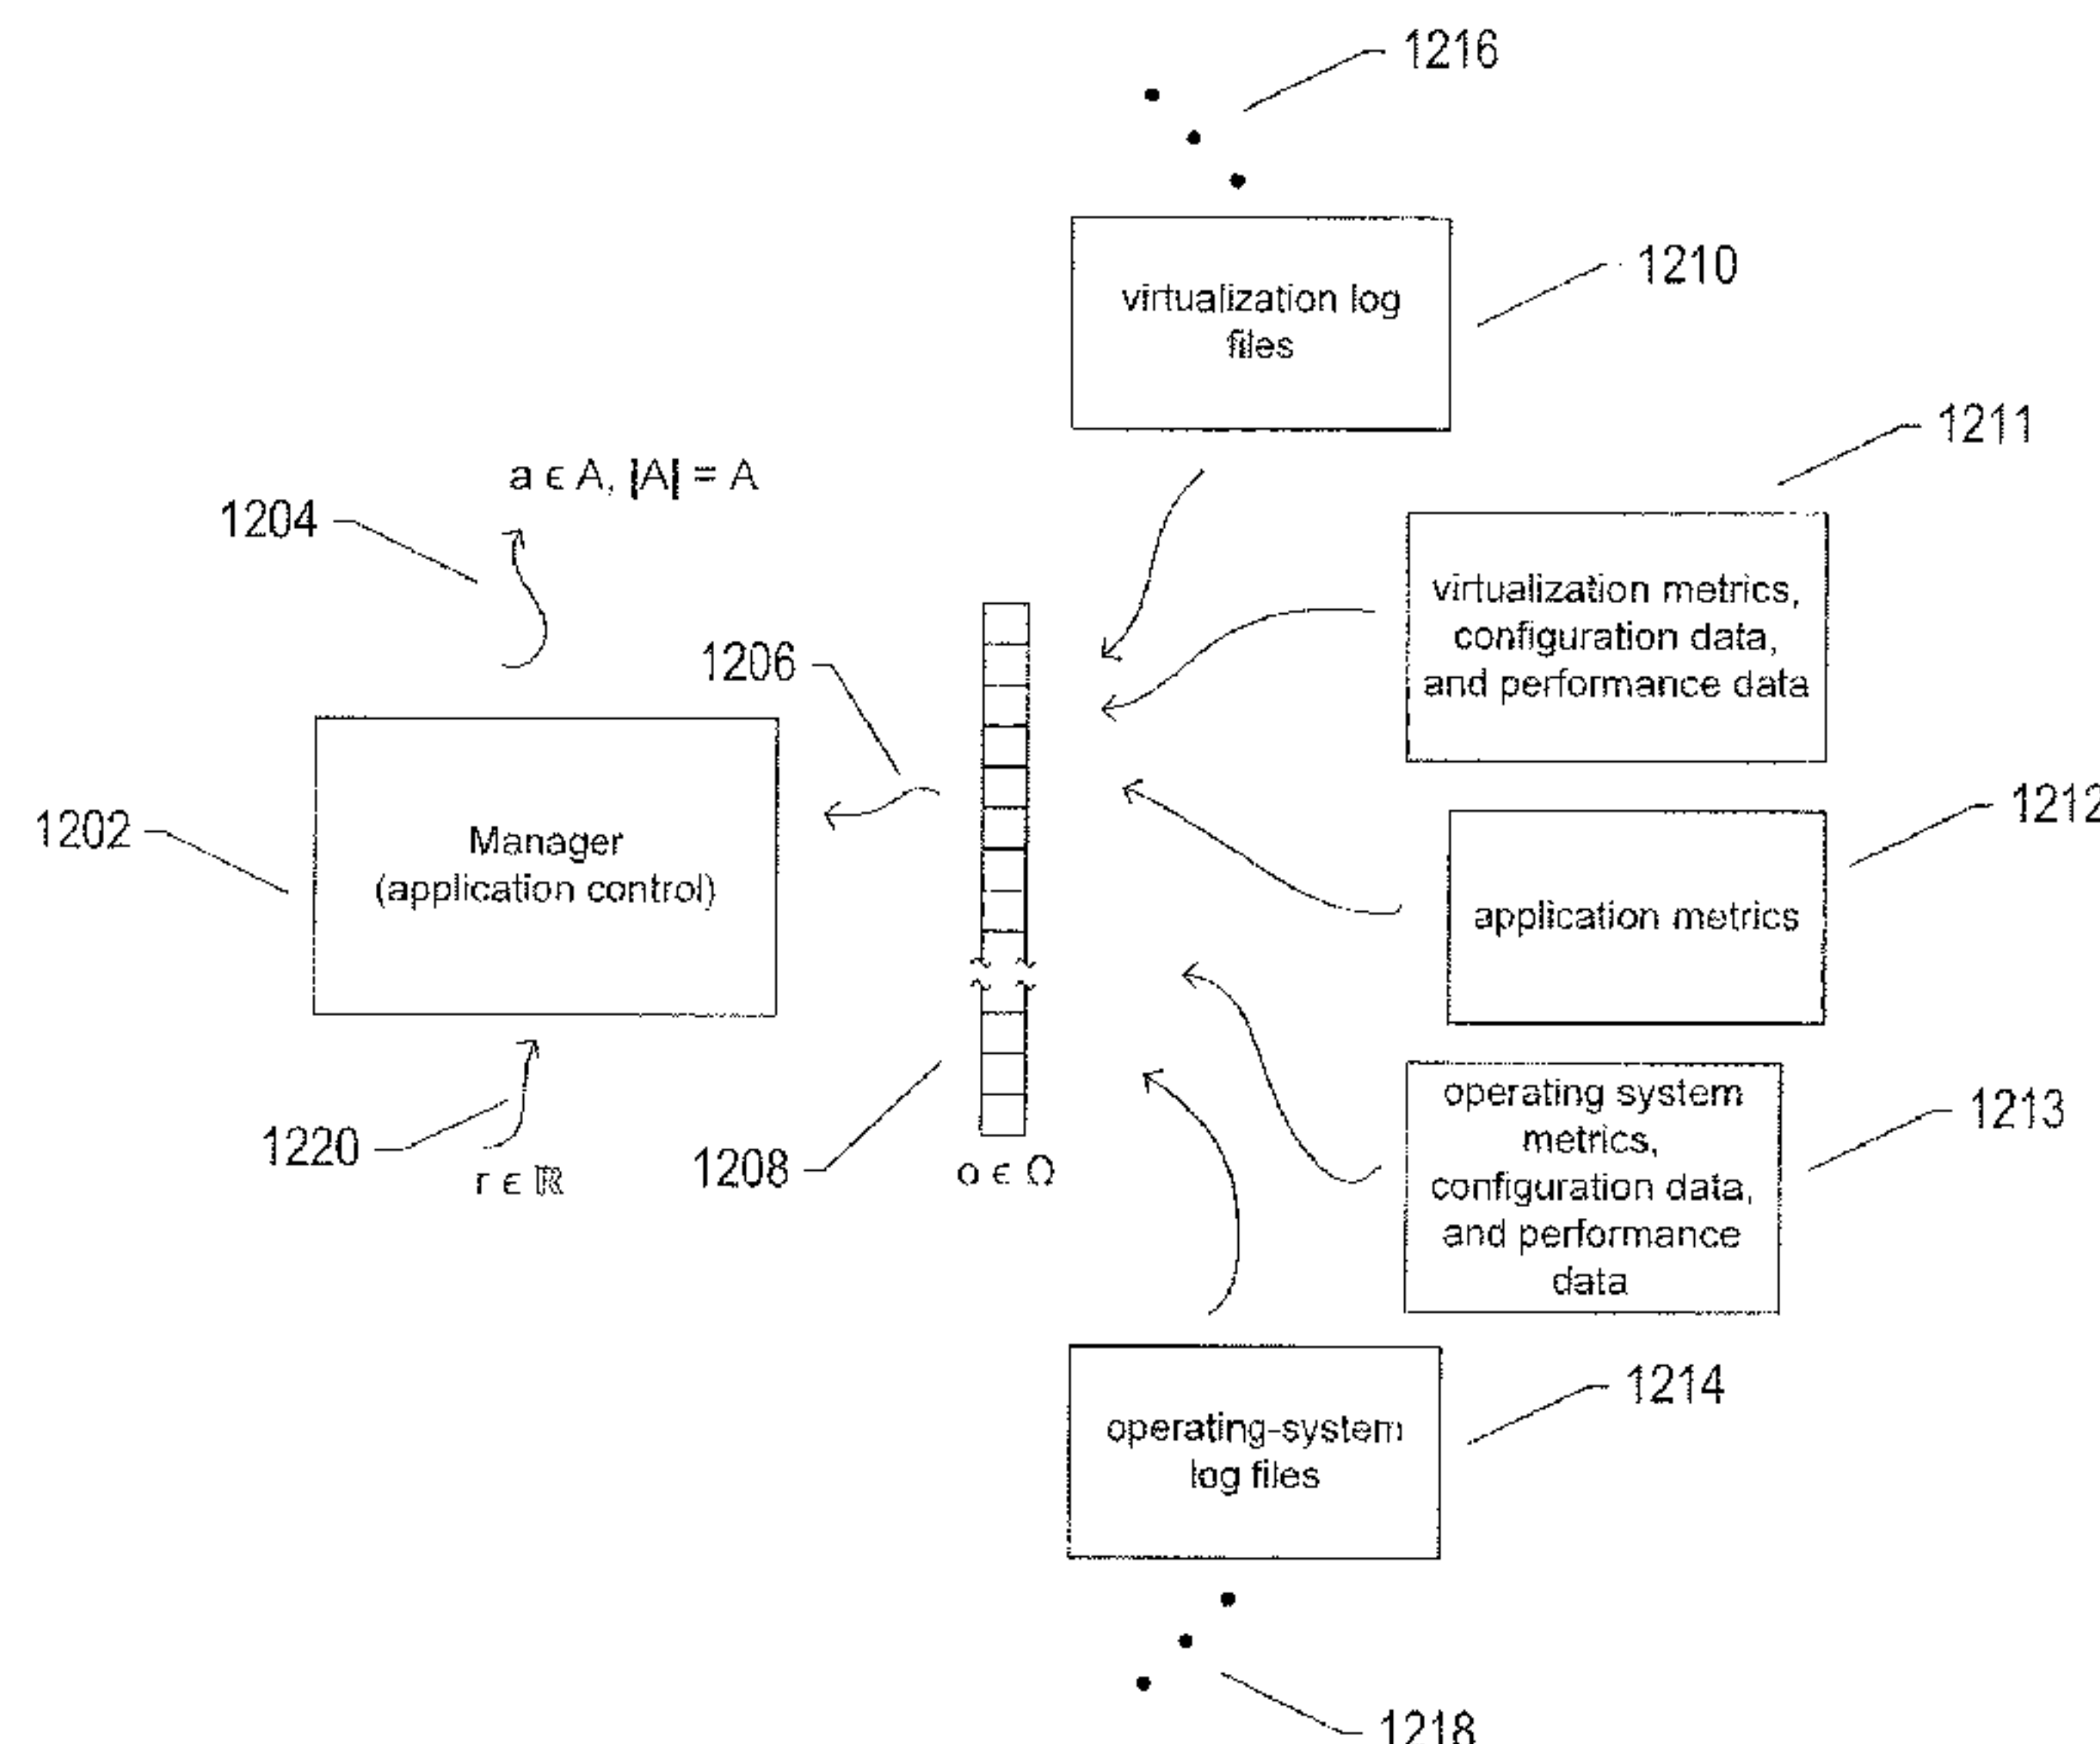 1216
1210
virtualization log
files
1211
a ϵ A, |A| = A
1204
virtualization metrics,
configuration data,
and performance data
1206
1212
1202
Manager
(application control)
application metrics
1213
operating system
metrics,
configuration data,
and performance
data
1220
r ϵ ℝ
1208
o ϵ Ω
1214
operating-system
log files
1218